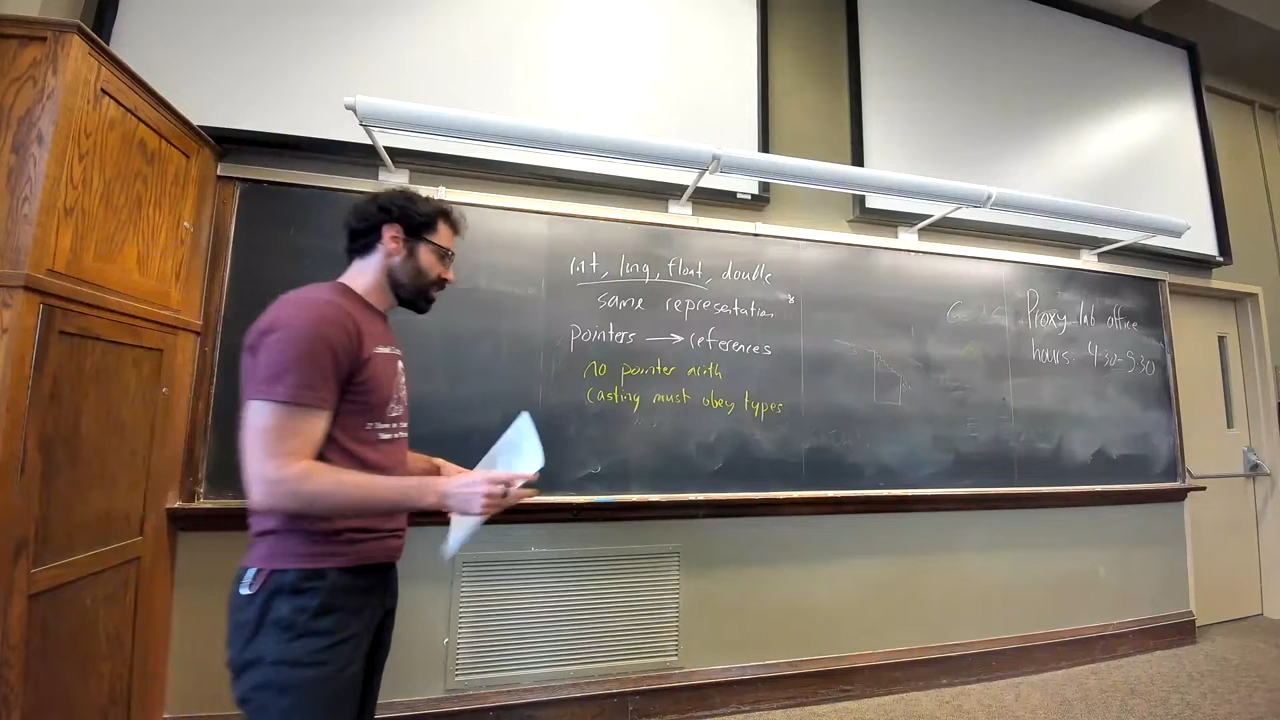 int, long, float, double
same representation
pointers → references
no pointer arith
Casting must obey types
Proxy lab office
hours: 4:30-5:30